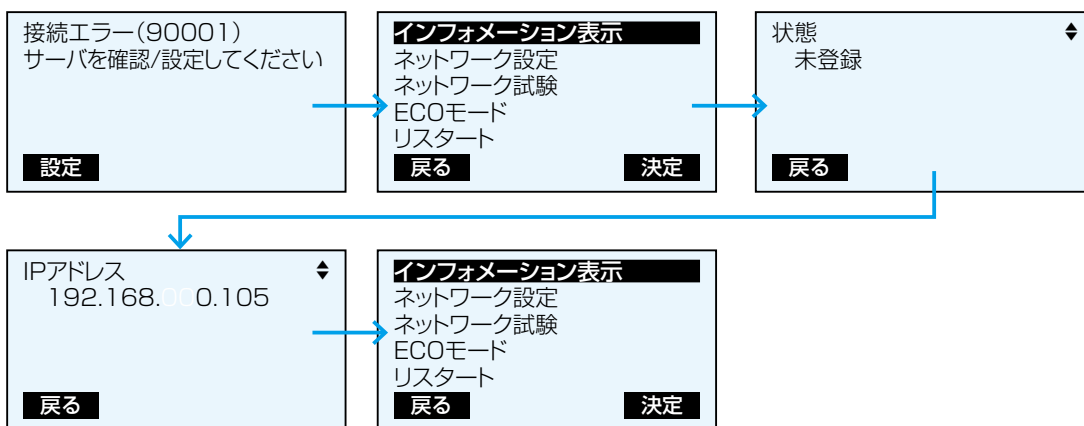 接続エラー(90001)
サーバを確認/設定してください
設定
インフォメーション表示
ネットワーク設定
ネットワーク試験
ECOモード
リスタート
戻る 決定
状態
未登録
戻る
IPアドレス
192.168.000.105
戻る
インフォメーション表示
ネットワーク設定
ネットワーク試験
ECOモード
リスタート
戻る 決定